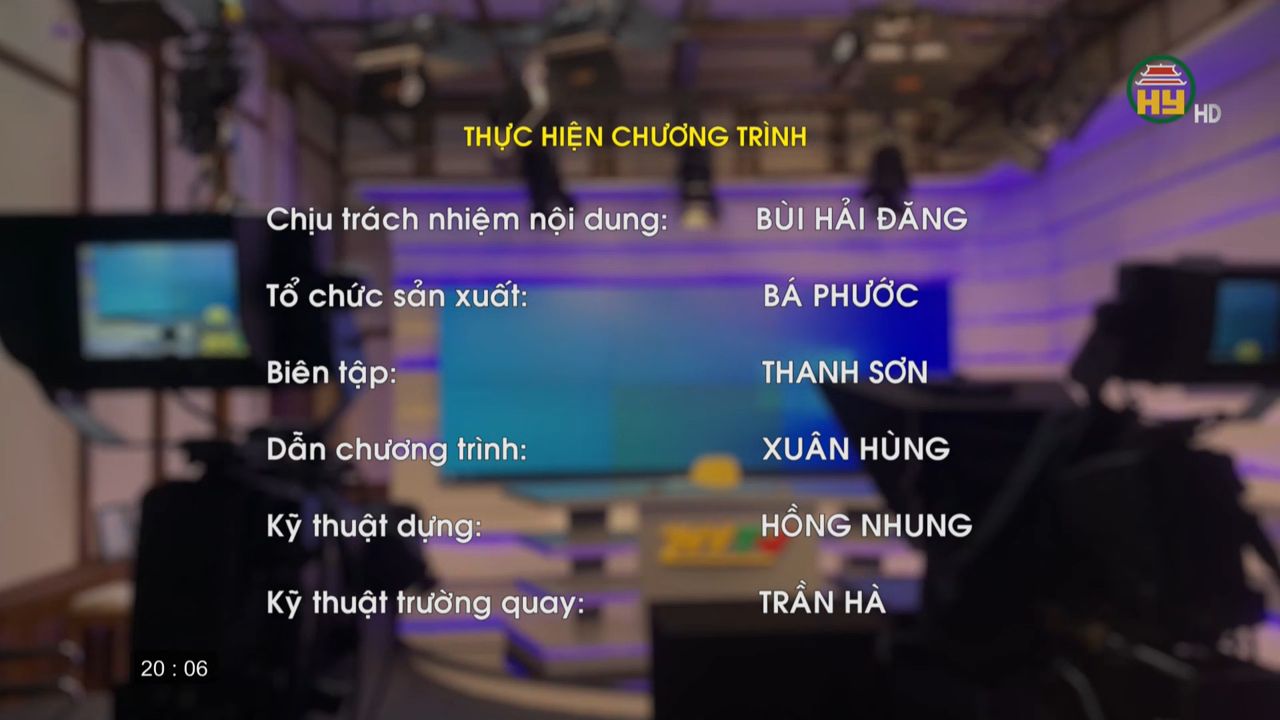 HY HD
THỰC HIỆN CHƯƠNG TRÌNH
Chịu trách nhiệm nội dung: BÙI HẢI ĐĂNG
Tổ chức sản xuất: BÁ PHƯỚC
Biên tập: THANH SƠN
Dẫn chương trình: XUÂN HÙNG
Kỹ thuật dựng: HỒNG NHUNG
Kỹ thuật trường quay: TRẦN HÀ
20 : 06